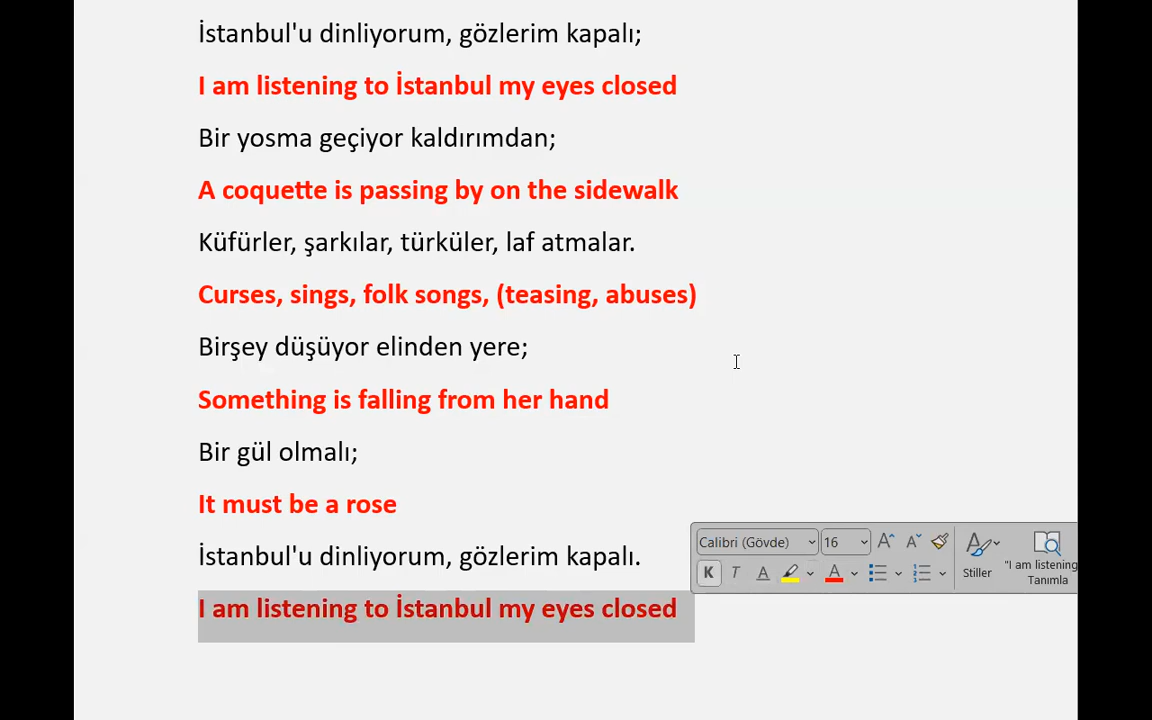 İstanbul'u dinliyorum, gözlerim kapalı;
I am listening to İstanbul my eyes closed
Bir yosma geçiyor kaldırımdan;
A coquette is passing by on the sidewalk
Küfürler, şarkılar, türküler, laf atmalar.
Curses, sings, folk songs, (teasing, abuses)
Birşey düşüyor elinden yere;
Something is falling from her hand
Bir gül olmalı;
It must be a rose
İstanbul'u dinliyorum, gözlerim kapalı.
I am listening to İstanbul my eyes closed
Calibri (Gövde) 16
K T A A
Stiller
"I am listening
Tanımla